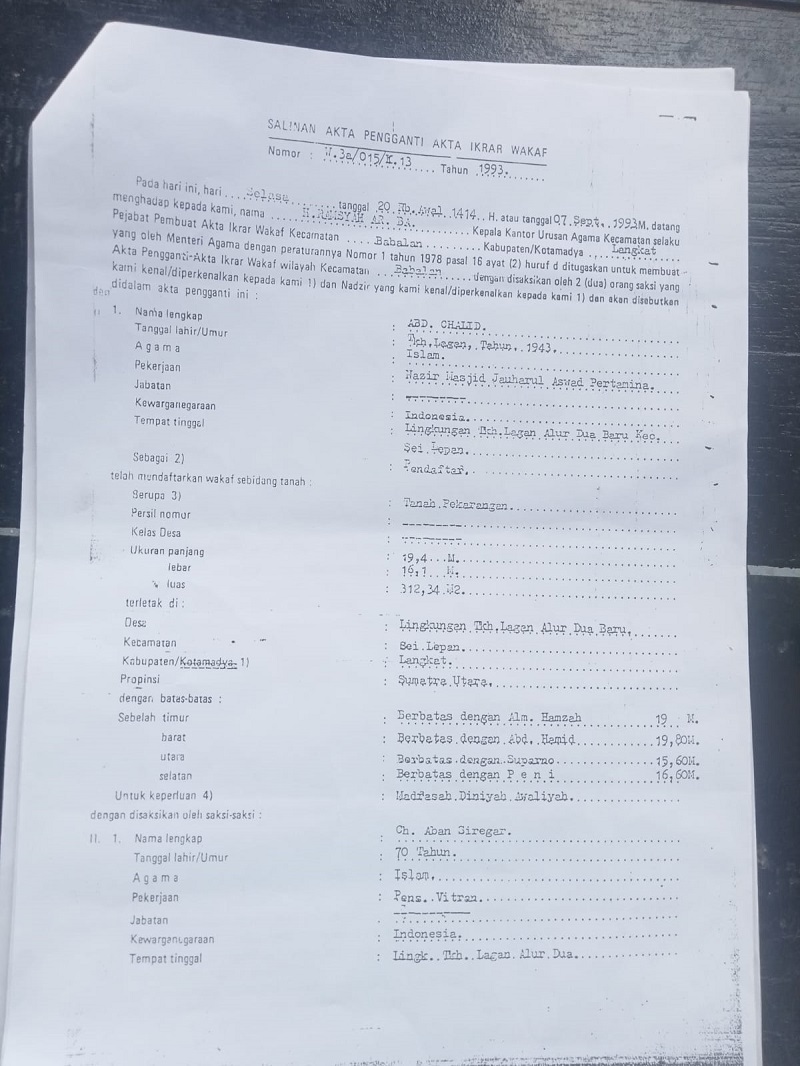 SALINAN AKTA PENGGANTI AKTA IKRAR WAKAF
Nomor : W.3a/015/K.13 Tahun 1993.
Pada hari ini, hari Selasa tanggal 20 Rb.Awal 1414 H. atau tanggal 07 Sept. 1993 M. datang
menghadap kepada kami, nama H.RAMSYAH AR. BA. Kepala Kantor Urusan Agama Kecamatan selaku
Pejabat Pembuat Akta Ikrar Wakaf Kecamatan Babalan Kabupaten/Kotamadya Langkat
yang oleh Menteri Agama dengan peraturannya Nomor 1 tahun 1978 pasal 16 ayat (2) huruf d ditugaskan untuk membuat
Akta Pengganti-Akta Ikrar Wakaf wilayah Kecamatan Babalan dengan disaksikan oleh 2 (dua) orang saksi yang
kami kenal/diperkenalkan kepada kami 1) dan Nadzir yang kami kenal/diperkenalkan kepada kami 1) dan akan disebutkan
didalam akta pengganti ini :
1. Nama lengkap : ABD. CHALID.
Tanggal lahir/Umur : Tkh.Lagan, Tahun. 1943.
A g a m a : Islam.
Pekerjaan : Nazir Masjid Jauharul Aswad Pertamina.
Jabatan : ---------
Kewarganegaraan : Indonesia.
Tempat tinggal : Lingkungan Tkh.Lagan Alur Dua Baru Kec.
Sei.Lepan.
Sebagai 2) : Pendaftar.
telah mendaftarkan wakaf sebidang tanah :
Berupa 3) : Tanah Pekarangan.
Persil nomor : ---------
Kelas Desa : ---------
Ukuran panjang : 19,4 M.
lebar : 16,1 M.
luas : 312,34 M2.
terletak di :
Desa : Lingkungan Tkh.Lagan Alur Dua Baru.
Kecamatan : Sei.Lepan.
Kabupaten/Kotamadya 1) : Langkat.
Propinsi : Sumatra Utara.
dengan batas-batas :
Sebelah timur : Berbatas dengan Alm. Hamzah 19 M.
barat : Berbatas dengan Abd. Hamid 19,80M.
utara : Berbatas dengan Suparno 15,60M.
selatan : Berbatas dengan P e n i 16,60M.
Untuk keperluan 4) : Madrasah Diniyah Awaliyah.
dengan disaksikan oleh saksi-saksi :
II. 1. Nama lengkap : Ch. Aban Siregar.
Tanggal lahir/Umur : 70 Tahun.
A g a m a : Islam.
Pekerjaan : Pens. Vitran.
Jabatan : ---------
Kewarganugaraan : Indonesia.
Tempat tinggal : Lingk. Tkh. Lagan Alur Dua.